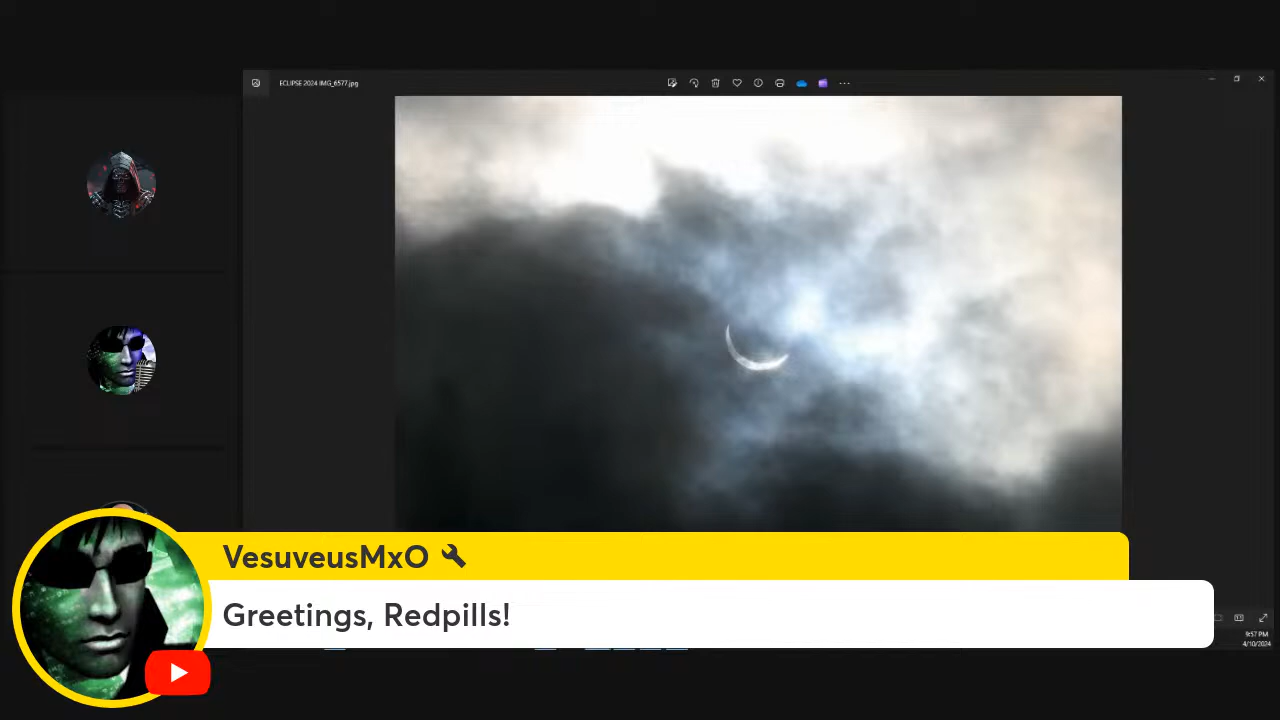 ECLIPSE 2024 IMG_6577.jpg
VesuveusMxO
Greetings, Redpills!
9:57 PM
4/10/2024